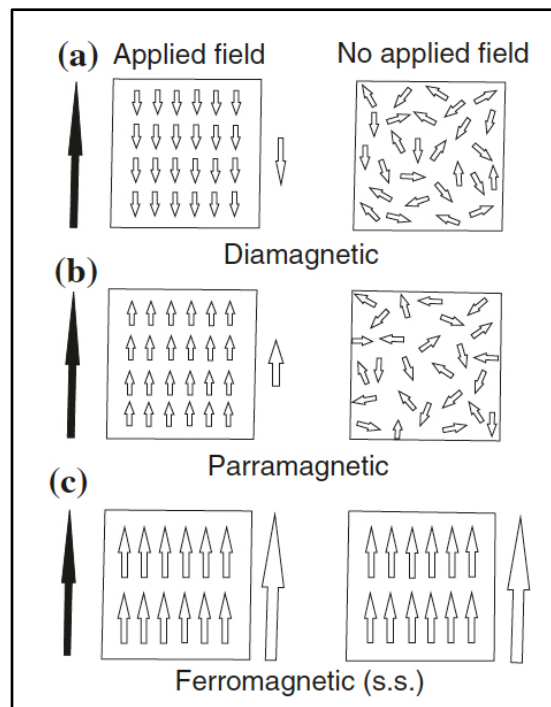 (a) Applied field No applied field
Diamagnetic
(b)
Parramagnetic
(c)
Ferromagnetic (s.s.)